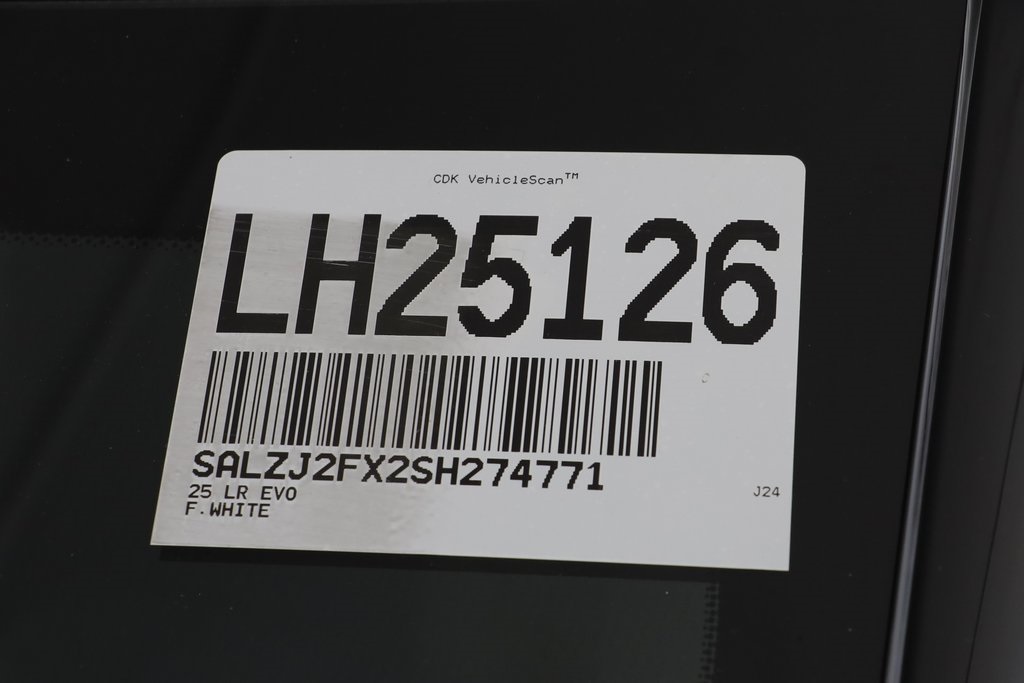 CDK VehicleScan™
LH25126
SALZJ2FX2SH274771
25 LR EVO
F.WHITE
J24